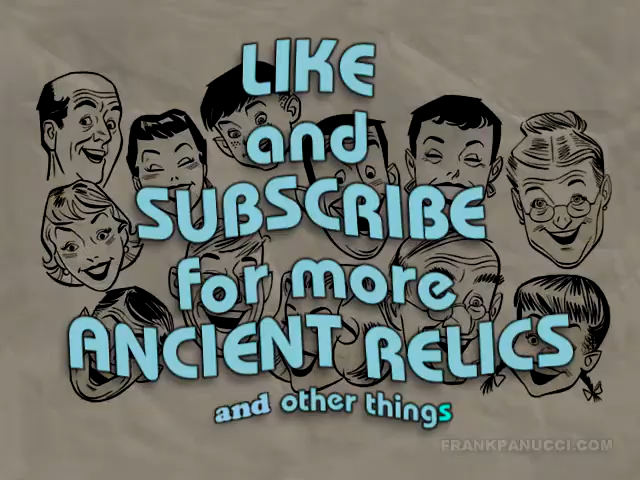 LIKE
and
SUBSCRIBE
for more
ANCIENT RELICS
and other things
FRANKPANUCCI.COM